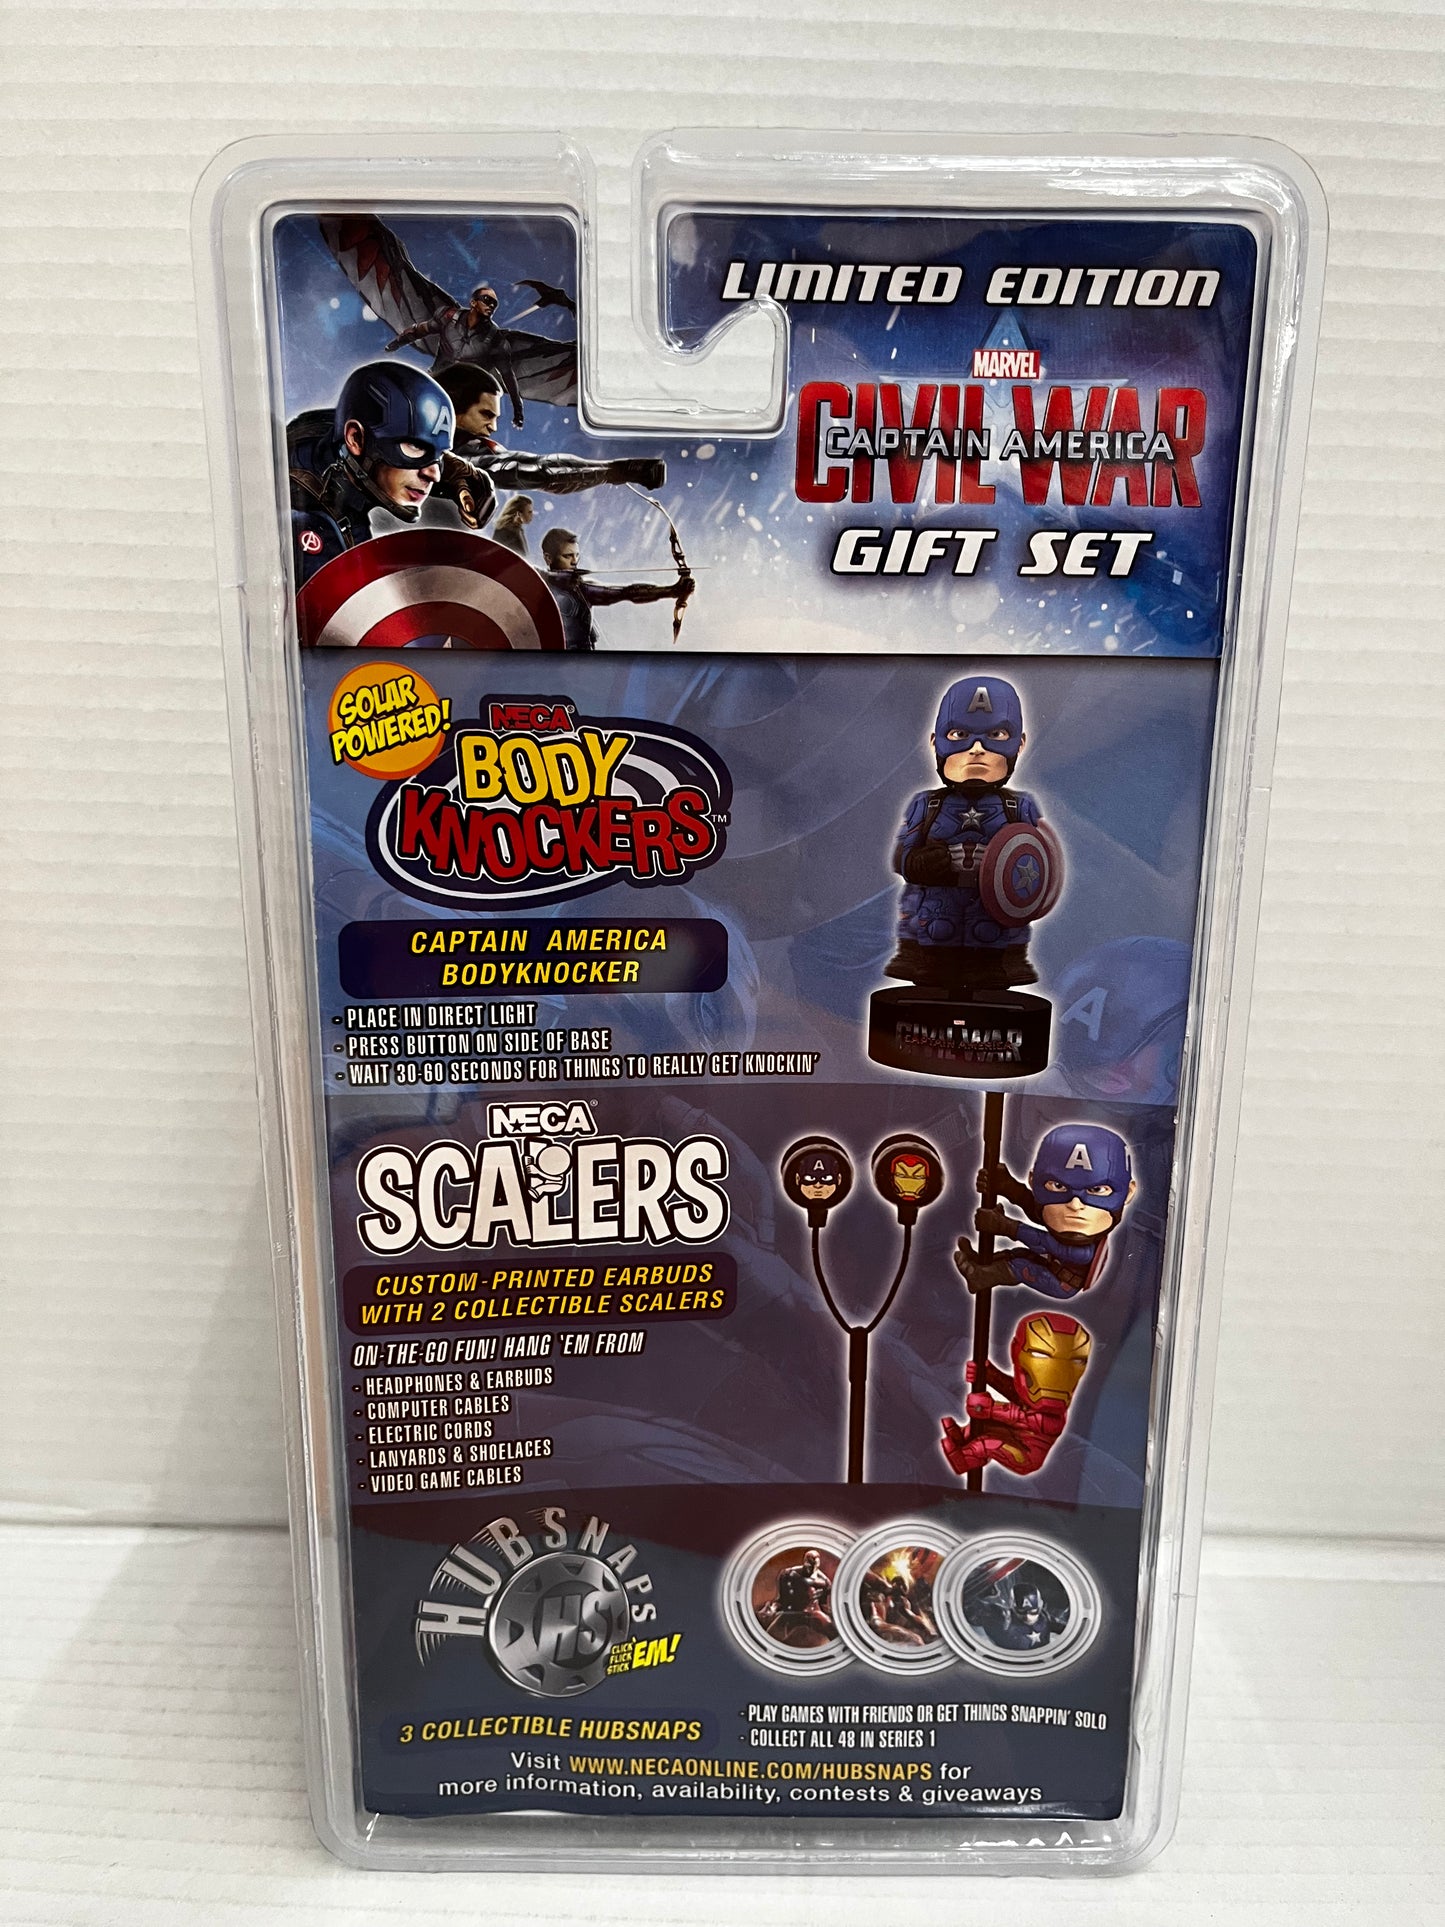 LIMITED EDITION
MARVEL
CIVIL WAR
CAPTAIN AMERICA
GIFT SET
SOLAR
POWERED!
NECA®
BODY
KNOCKERS™
CAPTAIN AMERICA
BODYKNOCKER
- PLACE IN DIRECT LIGHT
- PRESS BUTTON ON SIDE OF BASE
- WAIT 30-60 SECONDS FOR THINGS TO REALLY GET KNOCKIN'
A
CIVIL WAR
CAPTAIN AMERICA
NECA®
SCALERS
CUSTOM-PRINTED EARBUDS
WITH 2 COLLECTIBLE SCALERS
ON-THE-GO FUN! HANG 'EM FROM
- HEADPHONES & EARBUDS
- COMPUTER CABLES
- ELECTRIC CORDS
- LANYARDS & SHOELACES
- VIDEO GAME CABLES
HUBSNAPS
HS
CLICK
FLICK
STICK
'EM!
3 COLLECTIBLE HUBSNAPS
- PLAY GAMES WITH FRIENDS OR GET THINGS SNAPPIN' SOLO
- COLLECT ALL 48 IN SERIES 1
Visit WWW.NECAONLINE.COM/HUBSNAPS for
more information, availability, contests & giveaways